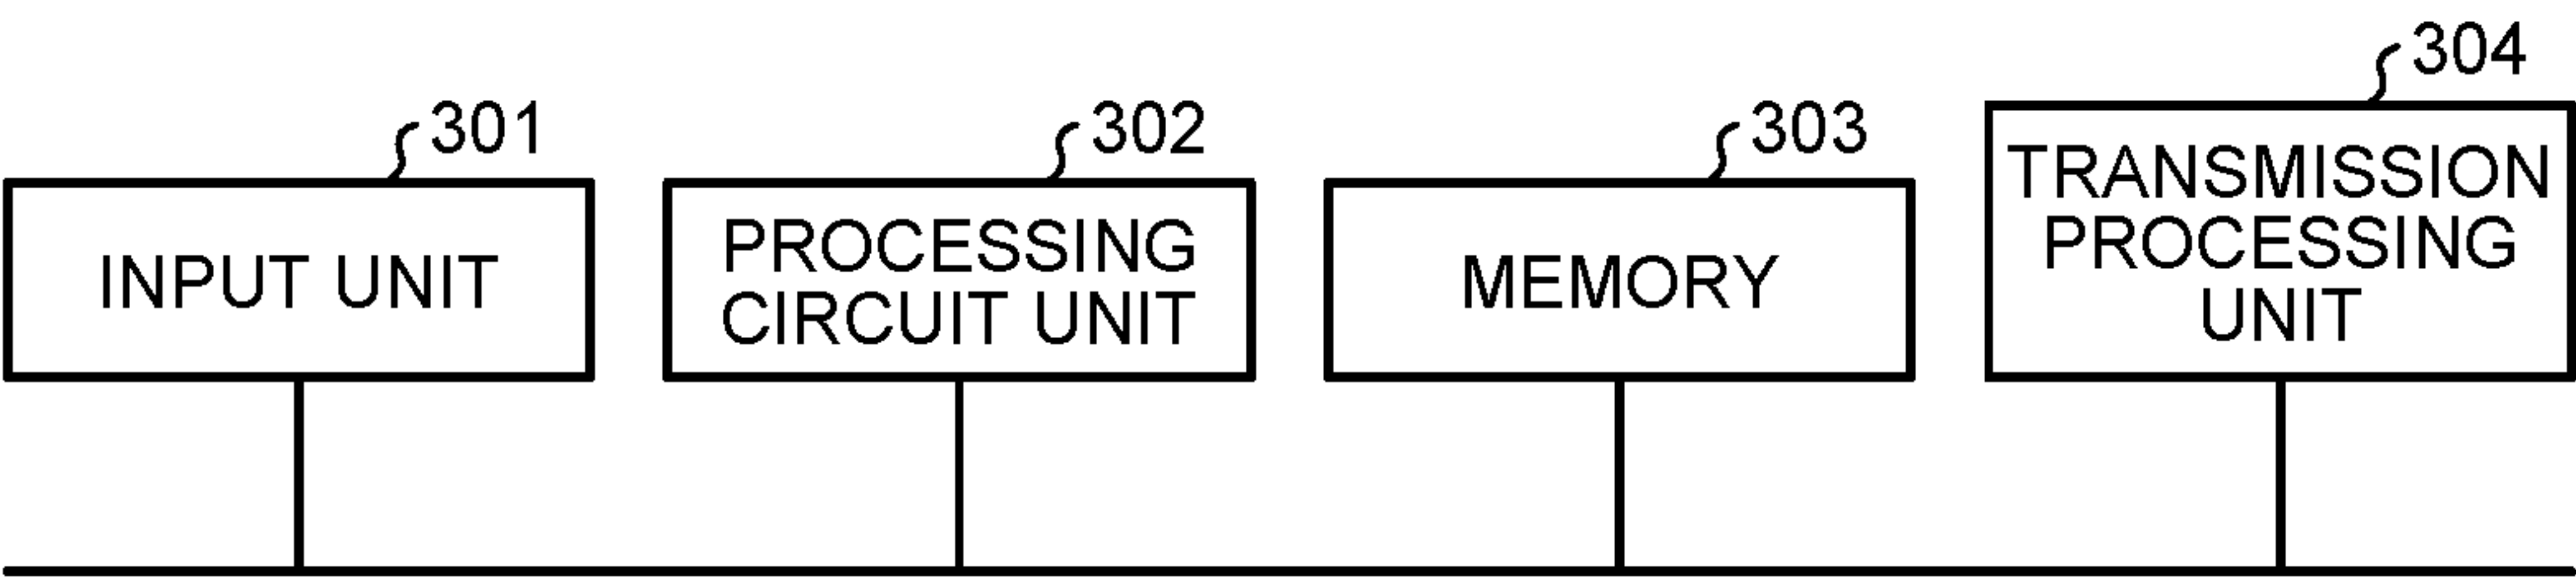 301
INPUT UNIT
302
PROCESSING
CIRCUIT UNIT
303
MEMORY
304
TRANSMISSION
PROCESSING
UNIT